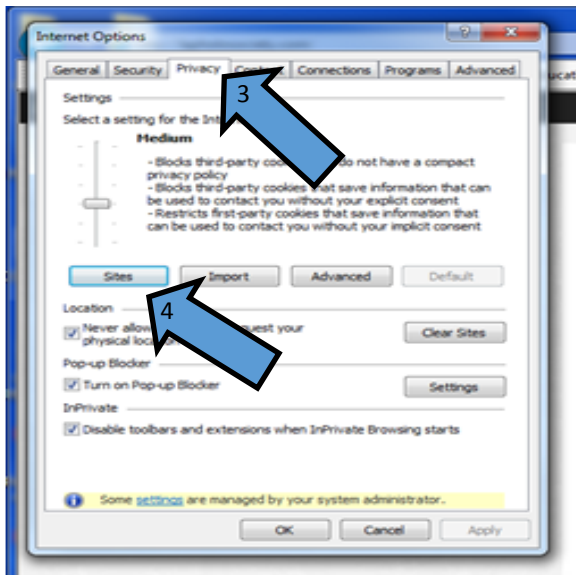 Internet Options
General Security Privacy Connections Programs Advanced
ucat
3
Settings
Select a setting for the
Medium
- Blocks third-party do not have a compact
privacy policy
- Blocks third-party cookies that save information that can
be used to contact you without your explicit consent
- Restricts first-party cookies that save information that
can be used to contact you without your implicit consent
Sites Import Advanced Default
4
Location
Never allow your
physical
Clear Sites
Pop-up Blocker
Turn on Pop-up Blocker Settings
InPrivate
Disable toolbars and extensions when InPrivate Browsing starts
Some settings are managed by your system administrator.
OK Cancel Apply